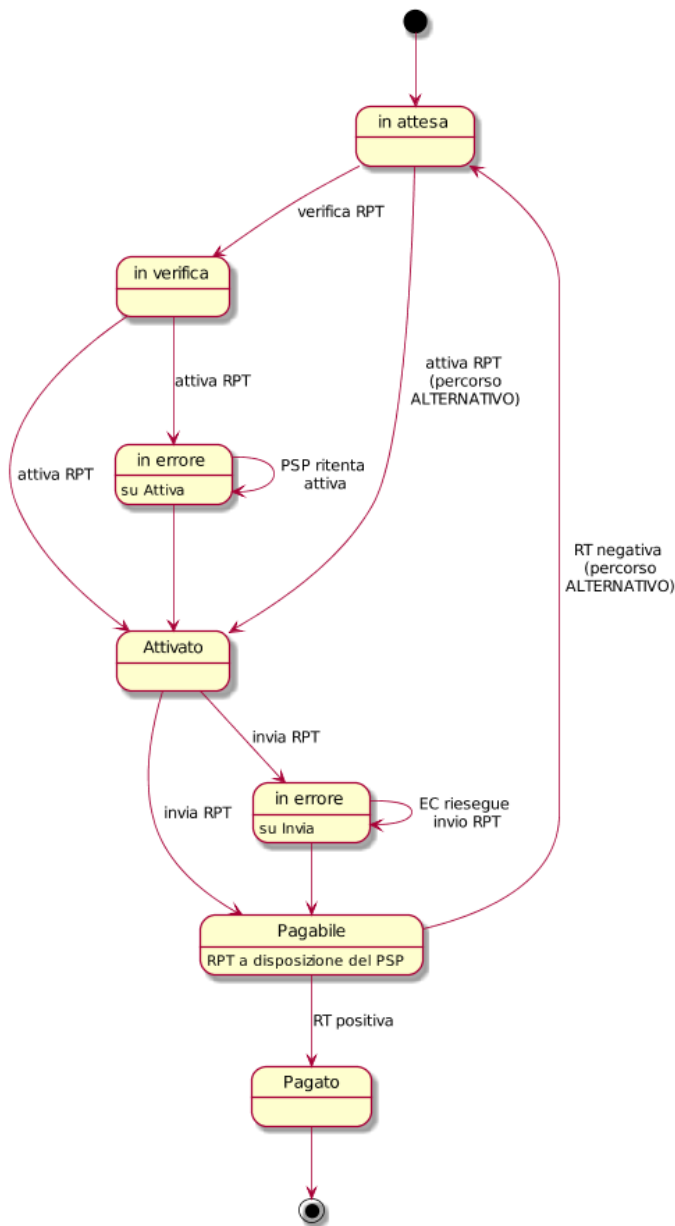 in attesa
verifica RPT
in verifica
attiva RPT
(percorso
ALTERNATIVO)
attiva RPT
in errore
su Attiva
PSP ritenta
attiva
attiva RPT
RT negativa
(percorso
ALTERNATIVO)
Attivato
invia RPT
in errore
su Invia
EC riesegue
invio RPT
invia RPT
Pagabile
RPT a disposizione del PSP
RT positiva
Pagato